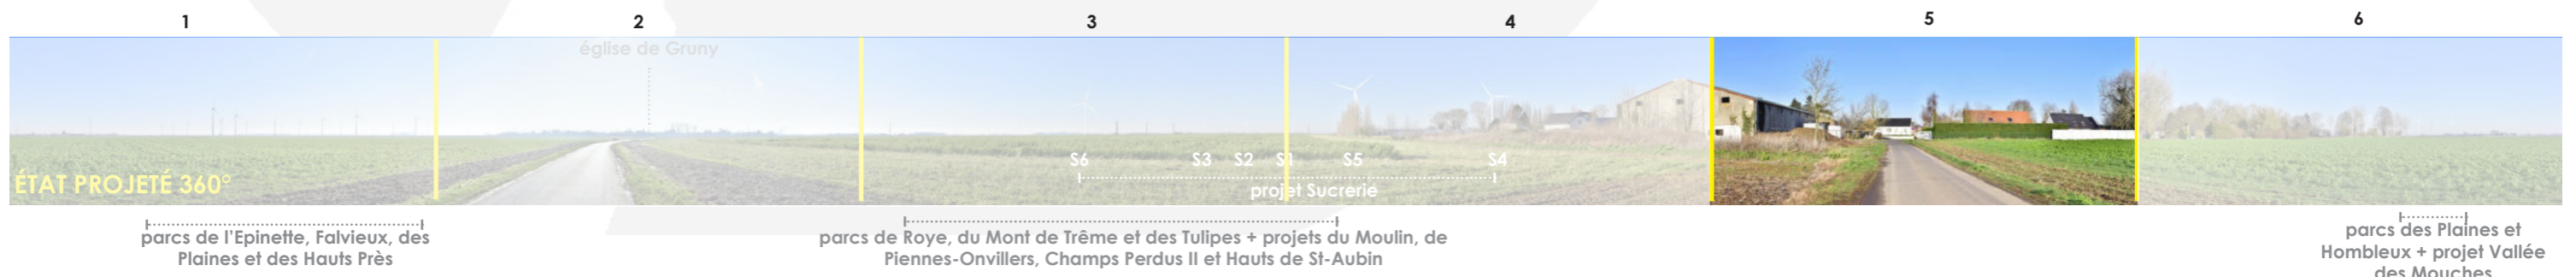 1 2 3 4 5 6
église de Gruny
S6 S3 S2 S1 S5 S4
projet Sucrerie
ÉTAT PROJETÉ 360°
parcs de l'Epinette, Falvieux, des
Plaines et des Hauts Près
parcs de Roye, du Mont de Trême et des Tulipes + projets du Moulin, de
Piennes-Onvillers, Champs Perdus II et Hauts de St-Aubin
parcs des Plaines et
Hombleux + projet Vallée
des Mouches